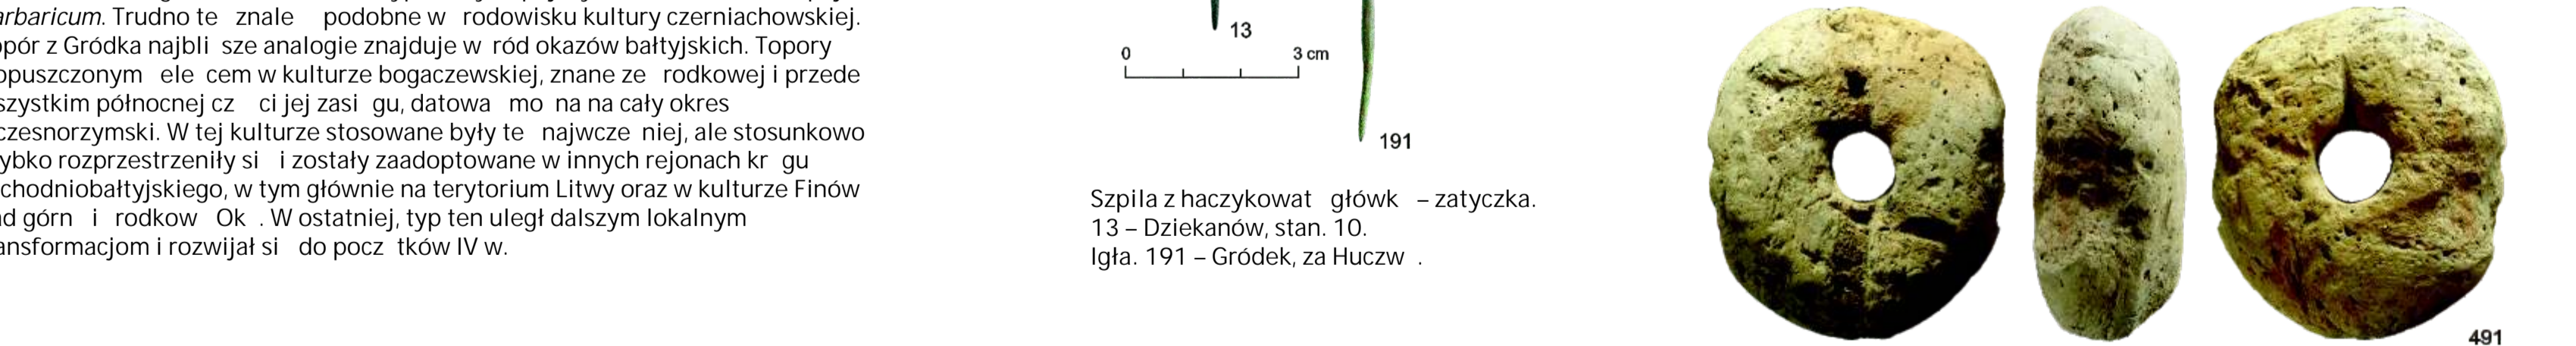 arbaricum. Trudno te znale podobne w rodowisku kultury czerniachowskiej.
opór z Gródka najbli sze analogie znajduje w ród okazów bałtyjskich. Topory
opuszczonym ele cem w kulturze bogaczewskiej, znane ze rodkowej i przede
szystkim północnej cz ci jej zasi gu, datowa mo na na cały okres
czesnorzymski. W tej kulturze stosowane były te najwcze niej, ale stosunkowo
ybko rozprzestrzeniły si i zostały zaadoptowane w innych rejonach kr gu
chodniobałtyjskiego, w tym głównie na terytorium Litwy oraz w kulturze Finów
ad górn i rodkow Ok . W ostatniej, typ ten uległ dalszym lokalnym
ansformacjom i rozwijał si do pocz tków IV w.
13
0 3 cm
191
Szpila z haczykowat główk – zatyczka.
13 – Dziekanów, stan. 10.
Igła. 191 – Gródek, za Huczw .
491